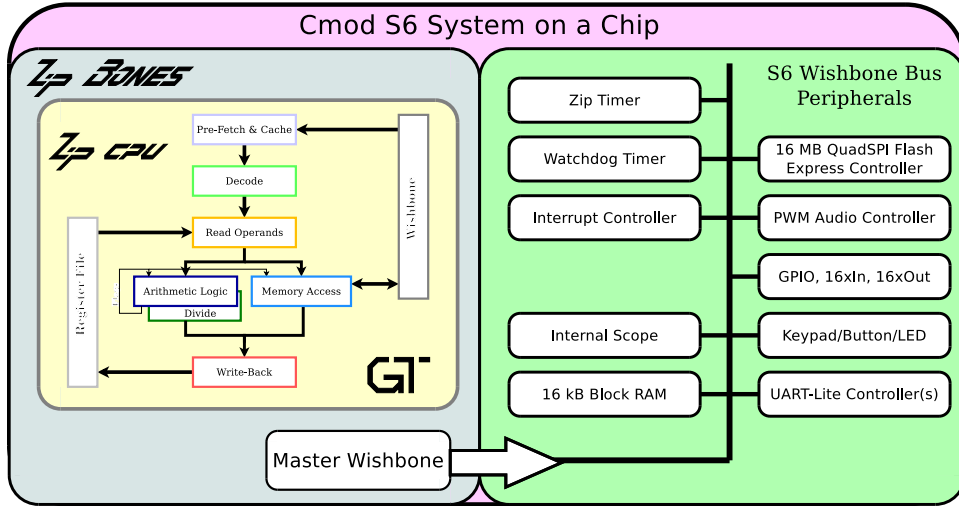 Cmod S6 System on a Chip
Zip Bones
Zip CPU
Pre-Fetch & Cache
Decode
Read Operands
Arithmetic Logic
Memory Access
Divide
Write-Back
Register File
Wishbone
GT
Master Wishbone
S6 Wishbone Bus
Peripherals
Zip Timer
Watchdog Timer
16 MB QuadSPI Flash
Express Controller
Interrupt Controller
PWM Audio Controller
GPIO, 16xIn, 16xOut
Internal Scope
Keypad/Button/LED
16 kB Block RAM
UART-Lite Controller(s)